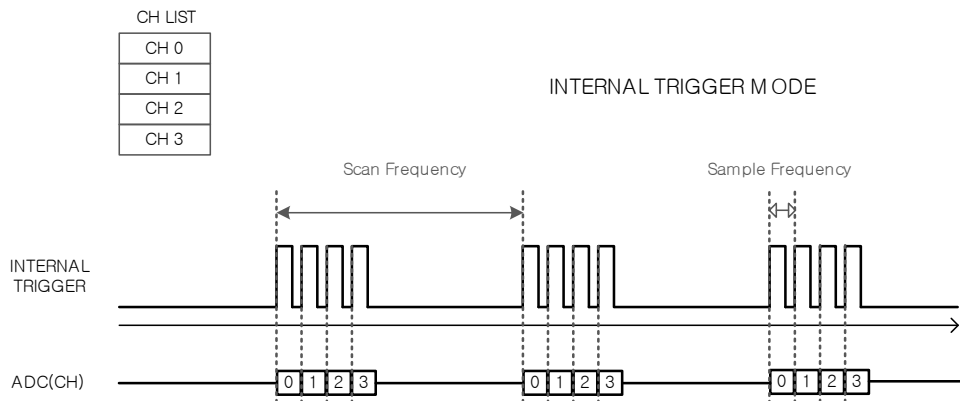 CH LIST
CH 0
CH 1
CH 2
CH 3
INTERNAL TRIGGER MODE
Scan Frequency
Sample Frequency
INTERNAL
TRIGGER
ADC(CH)
0 1 2 3
0 1 2 3
0 1 2 3